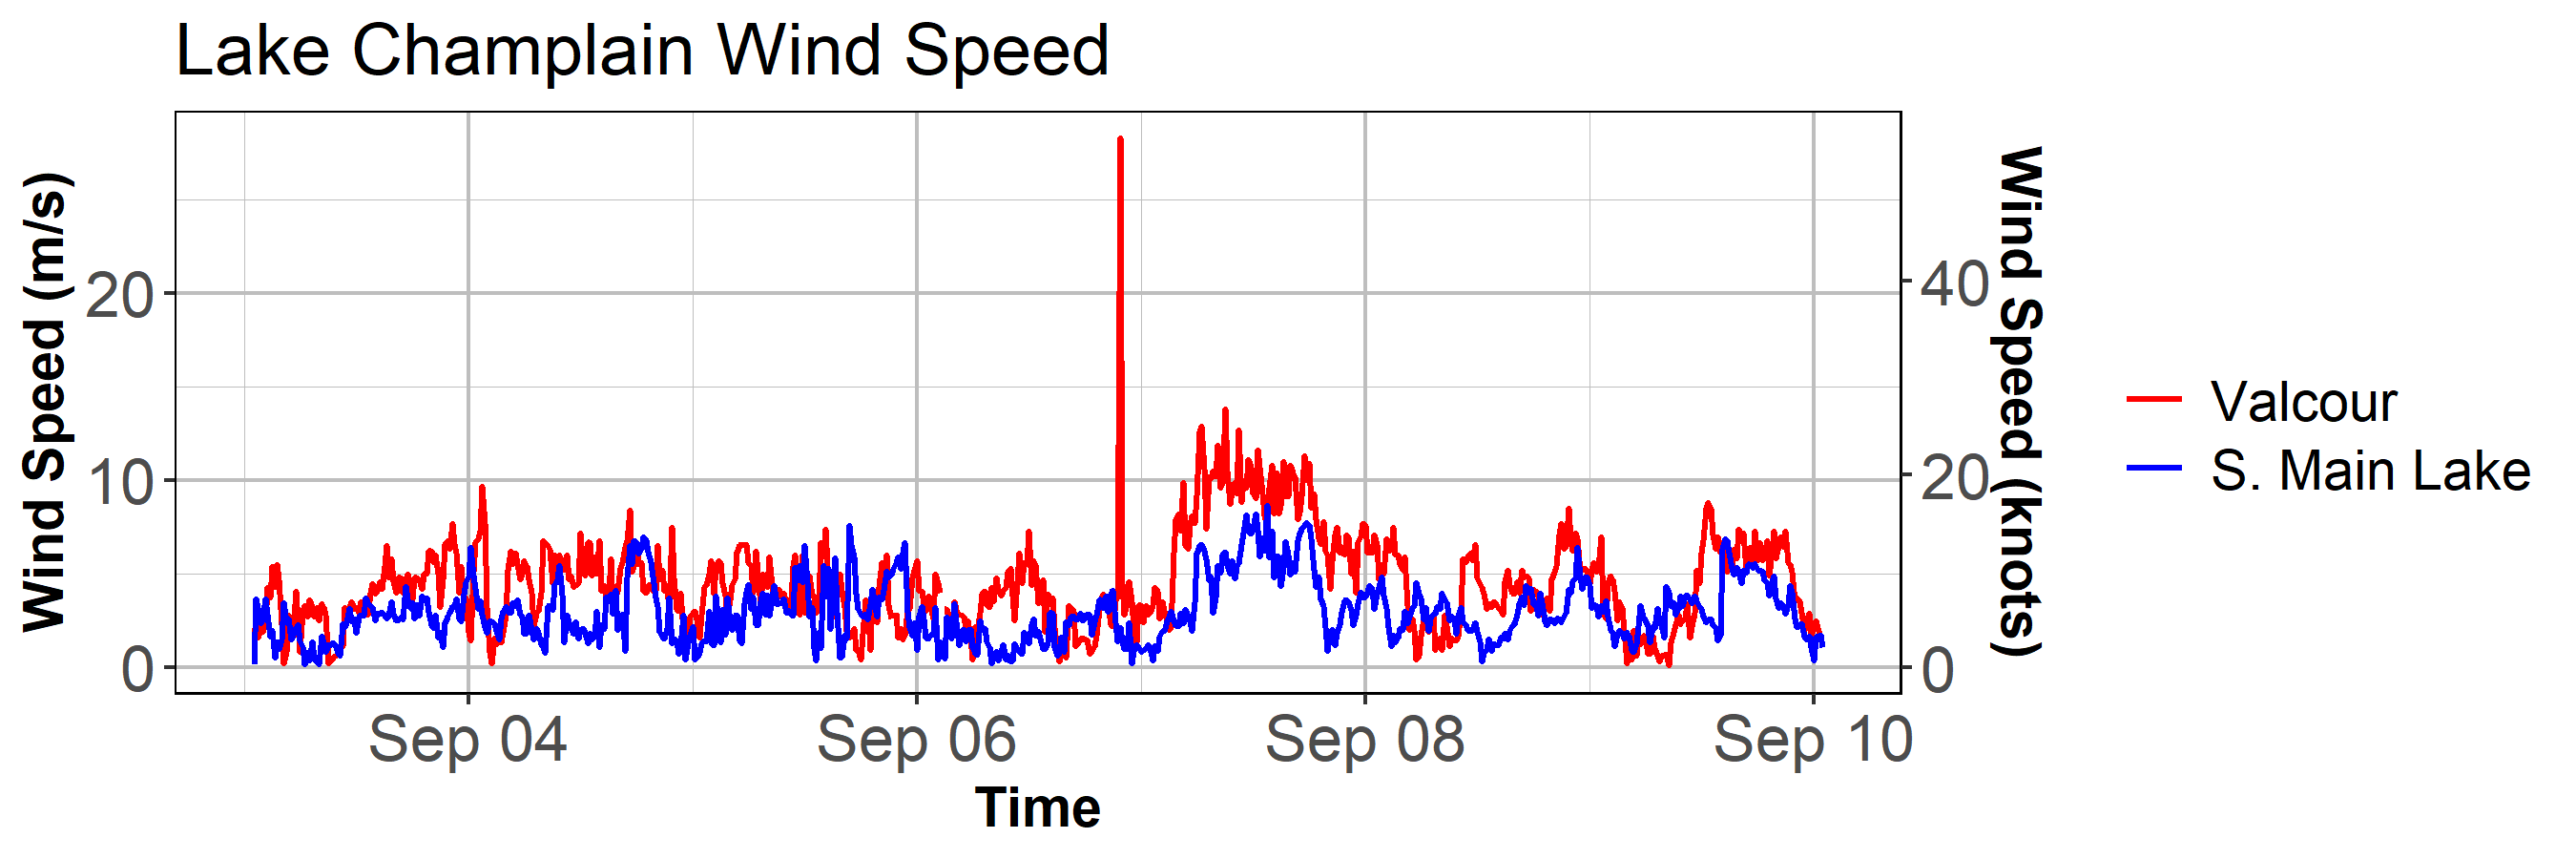 Lake Champlain Wind Speed
Wind Speed (m/s)
20
10
0
40
20
0
Wind Speed (knots)
Sep 04
Sep 06
Sep 08
Sep 10
Time
Valcour
S. Main Lake